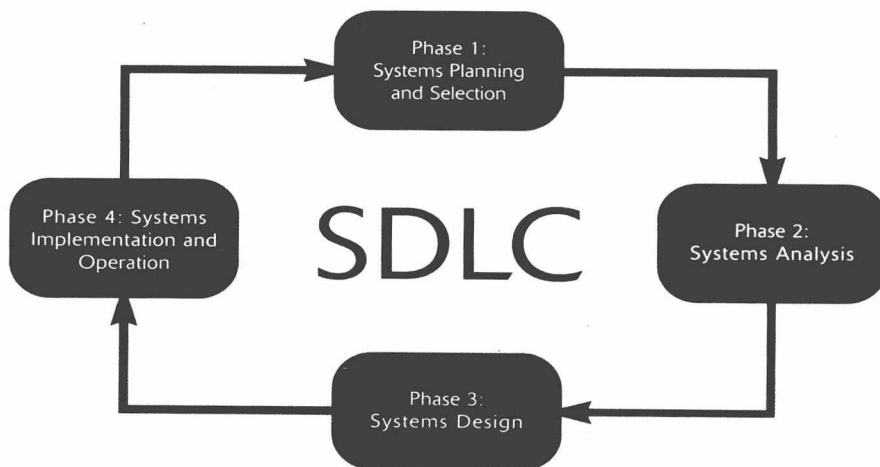 Phase 1:
Systems Planning
and Selection
Phase 4: Systems
Implementation and
Operation
SDLC
Phase 2:
Systems Analysis
Phase 3:
Systems Design